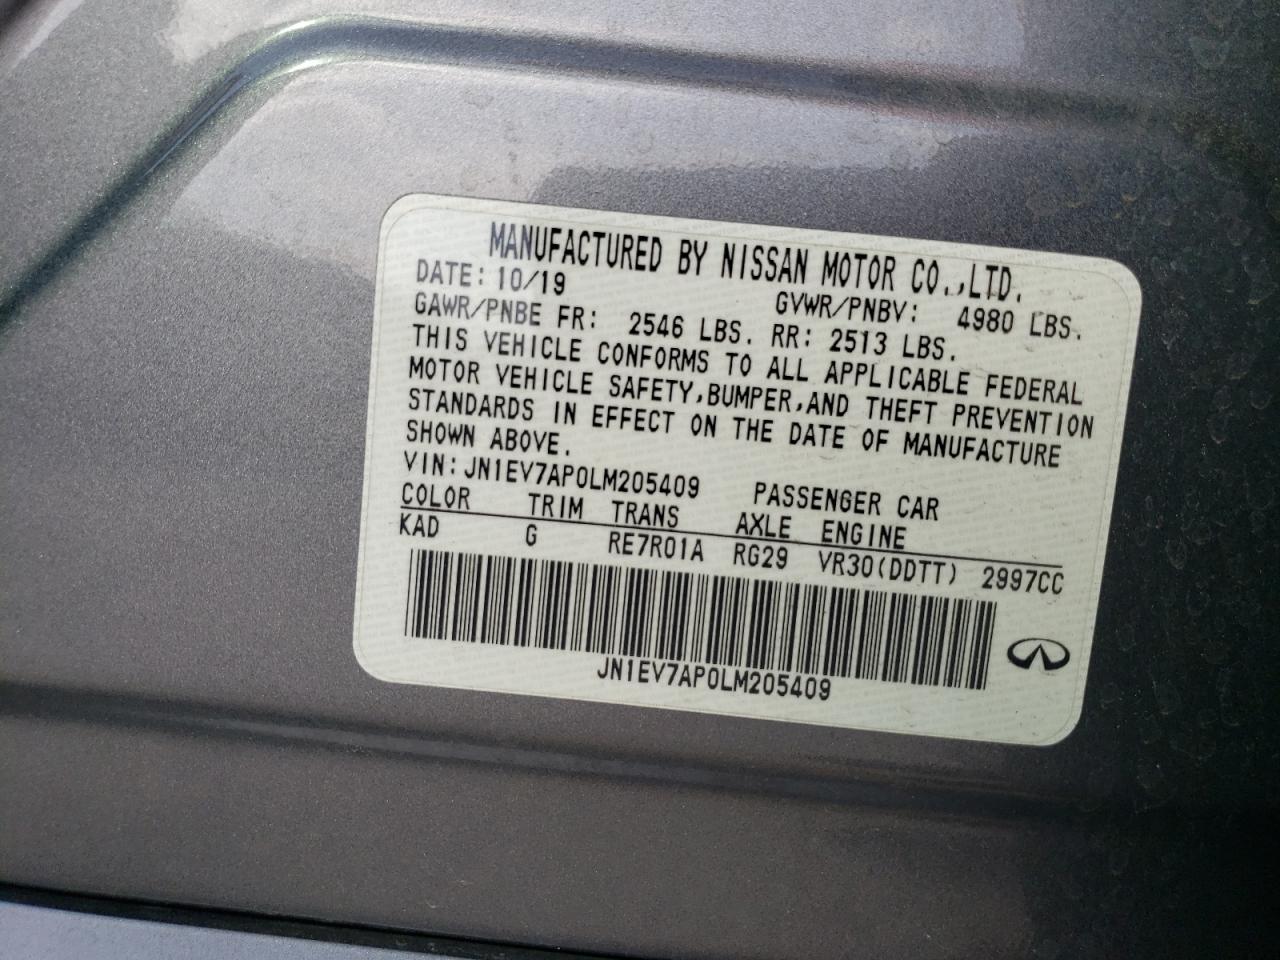 MANUFACTURED BY NISSAN MOTOR CO.,LTD.
DATE: 10/19 GVWR/PNBV: 4980 LBS.
GAWR/PNBE FR: 2546 LBS. RR: 2513 LBS.
THIS VEHICLE CONFORMS TO ALL APPLICABLE FEDERAL
MOTOR VEHICLE SAFETY,BUMPER,AND THEFT PREVENTION
STANDARDS IN EFFECT ON THE DATE OF MANUFACTURE
SHOWN ABOVE.
VIN:JN1EV7AP0LM205409 PASSENGER CAR
COLOR TRIM TRANS AXLE ENGINE
KAD G RE7R01A RG29 VR30(DDTT) 2997CC
JN1EV7AP0LM205409